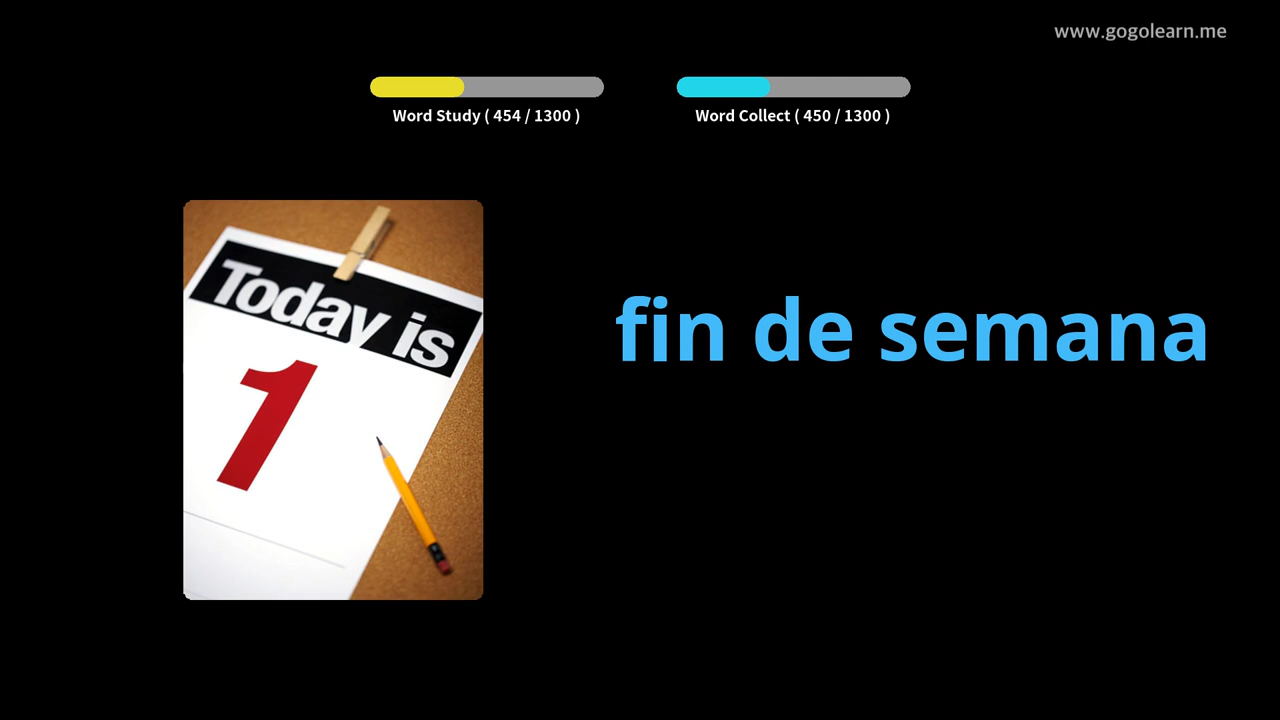 www.gogolearn.me
Word Study ( 454 / 1300 )
Word Collect ( 450 / 1300 )
Today is
1
fin de semana